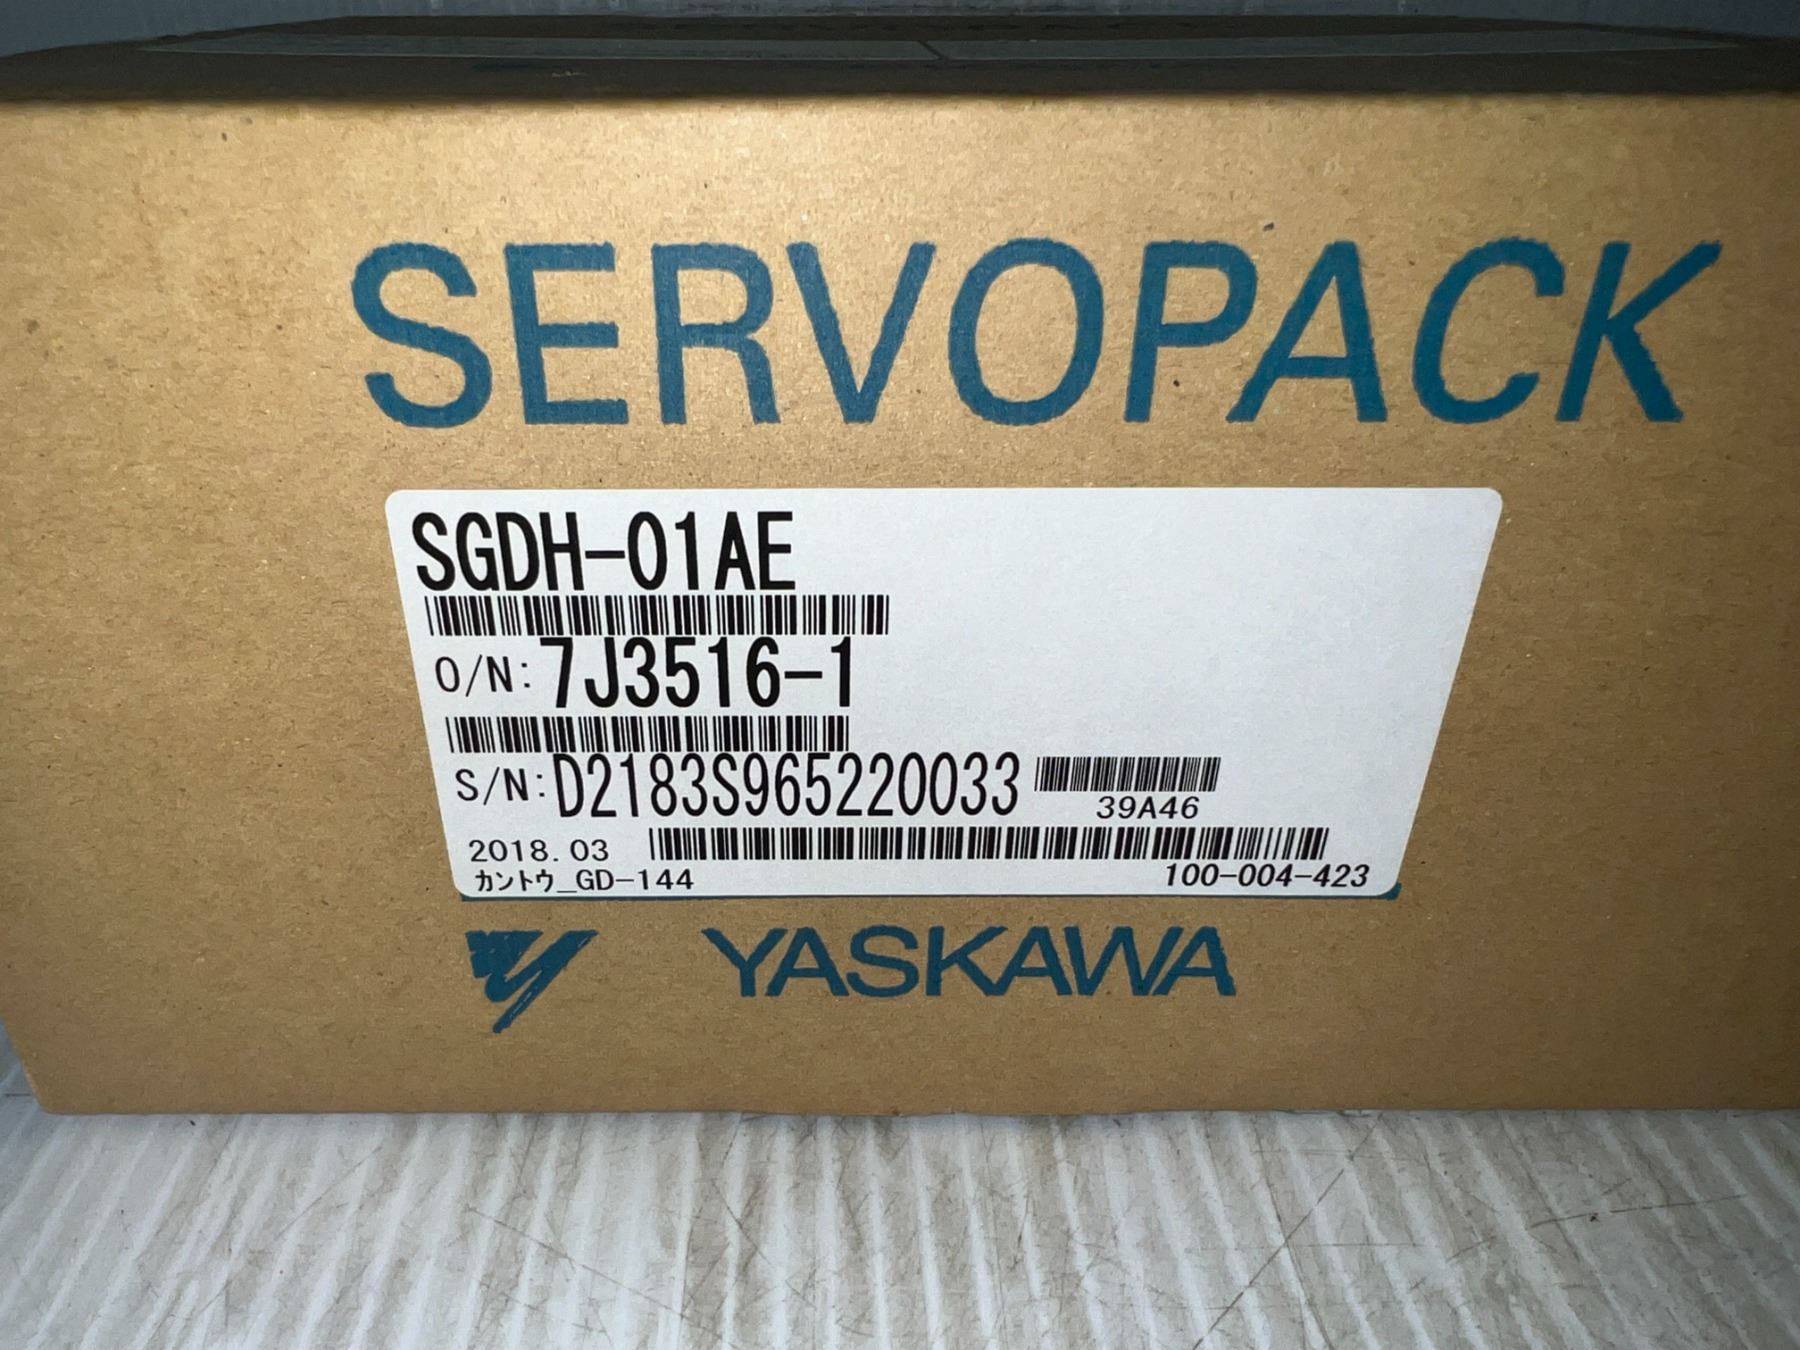 SERVOPACK
SGDH-01AE
O/N: 7J3516-1
S/N: D2183S965220033
39A46
2018.03
カントウ_GD-144 100-004-423
YASKAWA